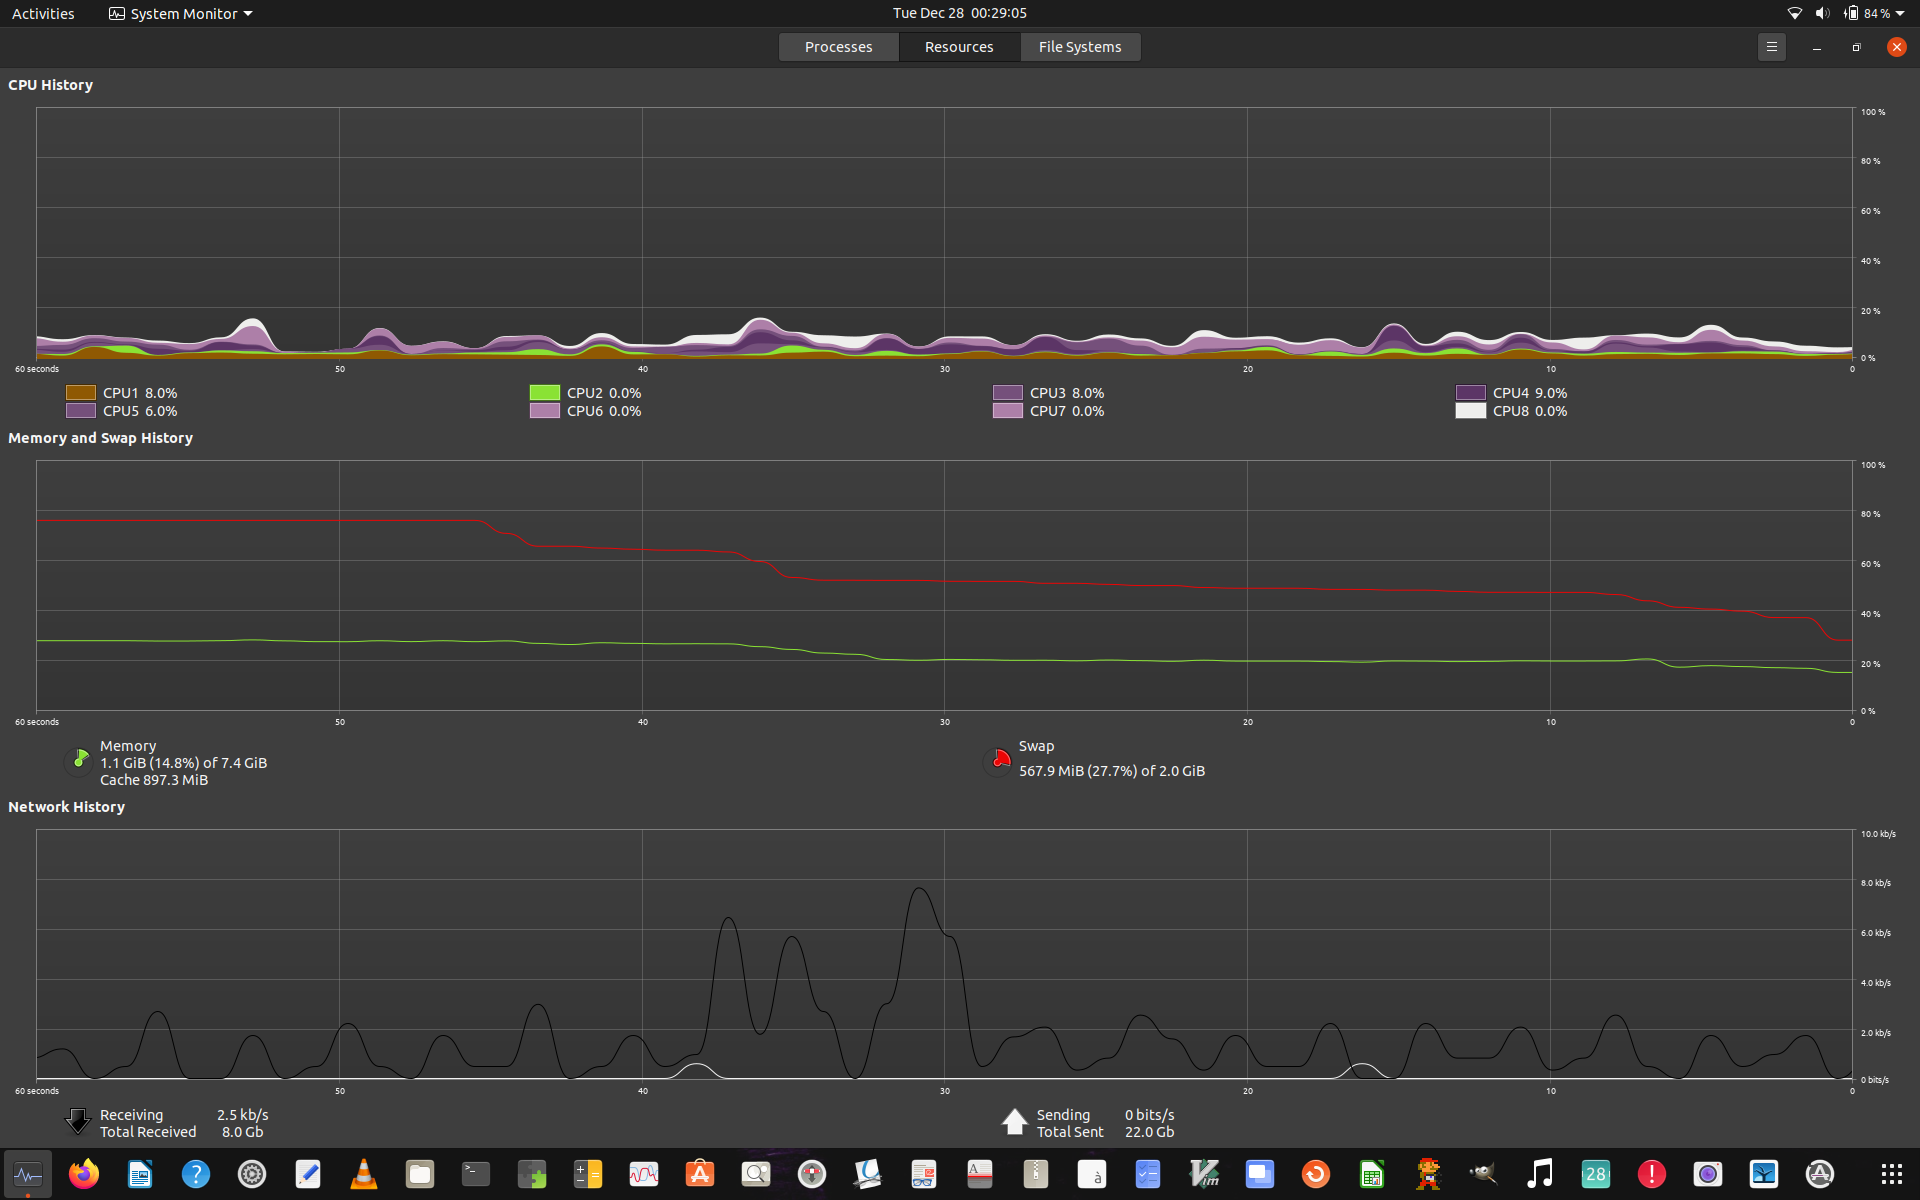 Activities System Monitor Tue Dec 28 00:29:05 84 %
Processes Resources File Systems
CPU History
100 %
80 %
60 %
40 %
20 %
0 %
60 seconds 50 40 30 20 10 0
CPU1 8.0% CPU2 0.0% CPU3 8.0% CPU4 9.0%
CPU5 6.0% CPU6 0.0% CPU7 0.0% CPU8 0.0%
Memory and Swap History
100 %
80 %
60 %
40 %
20 %
0 %
60 seconds 50 40 30 20 10 0
Memory Swap
1.1 GiB (14.8%) of 7.4 GiB 567.9 MiB (27.7%) of 2.0 GiB
Cache 897.3 MiB
Network History
10.0 kb/s
8.0 kb/s
6.0 kb/s
4.0 kb/s
2.0 kb/s
0 bits/s
60 seconds 50 40 30 20 10 0
Receiving 2.5 kb/s Sending 0 bits/s
Total Received 8.0 Gb Total Sent 22.0 Gb
28